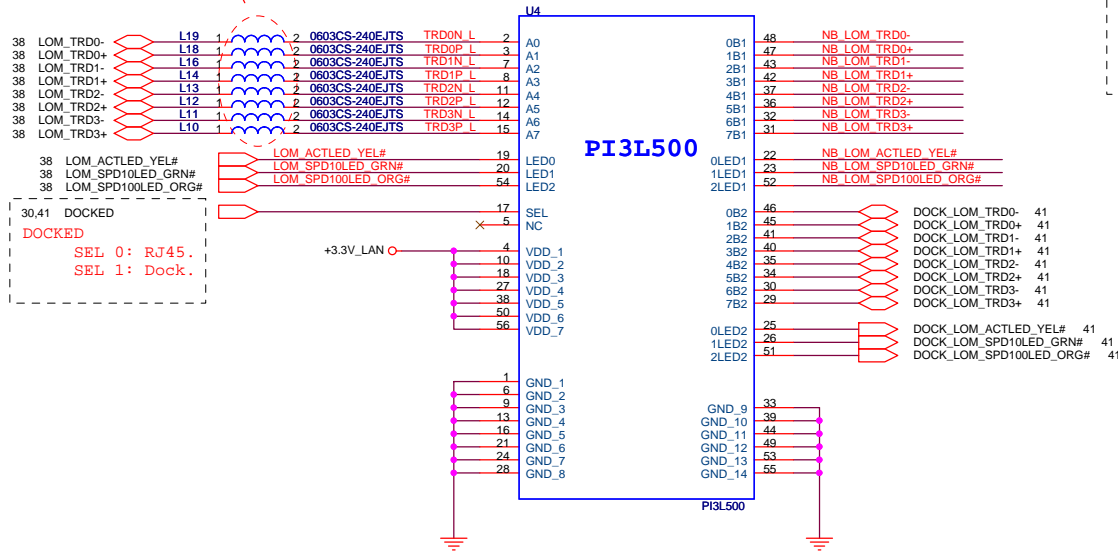 U4
38 LOM_TRD0- L19 1 2 0603CS-240EJTS TRD0N_L 2 A0 0B1 48 NB_LOM_TRD0-
38 LOM_TRD0+ L18 1 2 0603CS-240EJTS TRD0P_L 3 A1 1B1 47 NB_LOM_TRD0+
38 LOM_TRD1- L16 1 2 0603CS-240EJTS TRD1N_L 7 A2 2B1 43 NB_LOM_TRD1-
38 LOM_TRD1+ L14 1 2 0603CS-240EJTS TRD1P_L 8 A3 3B1 42 NB_LOM_TRD1+
38 LOM_TRD2- L13 1 2 0603CS-240EJTS TRD2N_L 11 A4 4B1 37 NB_LOM_TRD2-
38 LOM_TRD2+ L12 1 2 0603CS-240EJTS TRD2P_L 12 A5 5B1 36 NB_LOM_TRD2+
38 LOM_TRD3- L11 1 2 0603CS-240EJTS TRD3N_L 14 A6 6B1 32 NB_LOM_TRD3-
38 LOM_TRD3+ L10 1 2 0603CS-240EJTS TRD3P_L 15 A7 7B1 31 NB_LOM_TRD3+
PI3L500
38 LOM_ACTLED_YEL# LOM_ACTLED_YEL# 19 LED0 0LED1 22 NB_LOM_ACTLED_YEL#
38 LOM_SPD10LED_GRN# LOM_SPD10LED_GRN# 20 LED1 1LED1 23 NB_LOM_SPD10LED_GRN#
38 LOM_SPD100LED_ORG# LOM_SPD100LED_ORG# 54 LED2 2LED1 52 NB_LOM_SPD100LED_ORG#
30,41 DOCKED 17 SEL 0B2 46 DOCK_LOM_TRD0- 41
5 NC 1B2 45 DOCK_LOM_TRD0+ 41
DOCKED
SEL 0: RJ45.
SEL 1: Dock.
2B2 41 DOCK_LOM_TRD1- 41
+3.3V_LAN 4 VDD_1 3B2 40 DOCK_LOM_TRD1+ 41
10 VDD_2 4B2 35 DOCK_LOM_TRD2- 41
18 VDD_3 5B2 34 DOCK_LOM_TRD2+ 41
27 VDD_4 6B2 30 DOCK_LOM_TRD3- 41
38 VDD_5 7B2 29 DOCK_LOM_TRD3+ 41
50 VDD_6
56 VDD_7 0LED2 25 DOCK_LOM_ACTLED_YEL# 41
1LED2 26 DOCK_LOM_SPD10LED_GRN# 41
2LED2 51 DOCK_LOM_SPD100LED_ORG# 41
1 GND_1
6 GND_2
9 GND_3 GND_9 33
13 GND_4 GND_10 39
16 GND_5 GND_11 44
21 GND_6 GND_12 49
24 GND_7 GND_13 53
28 GND_8 GND_14 55
PI3L500